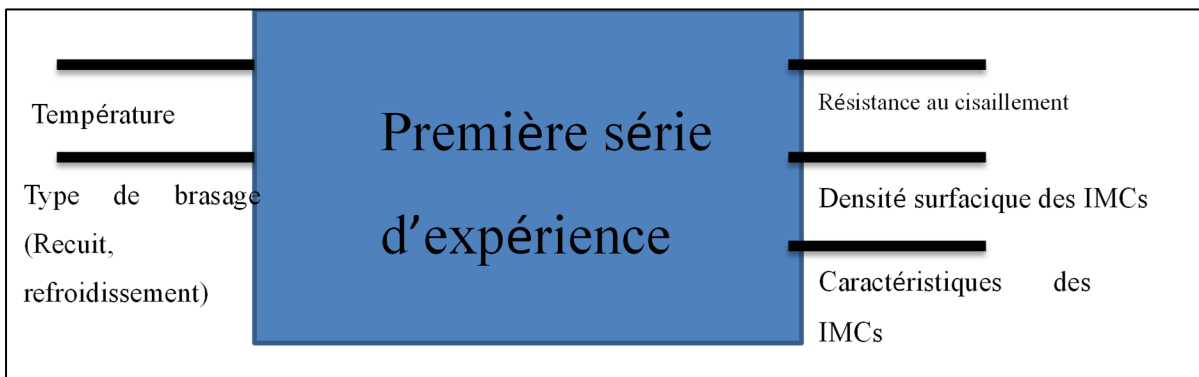 Température
Type de brasage
(Recuit,
refroidissement)
Première série
d’expérience
Résistance au cisaillement
Densité surfacique des IMCs
Caractéristiques des
IMCs